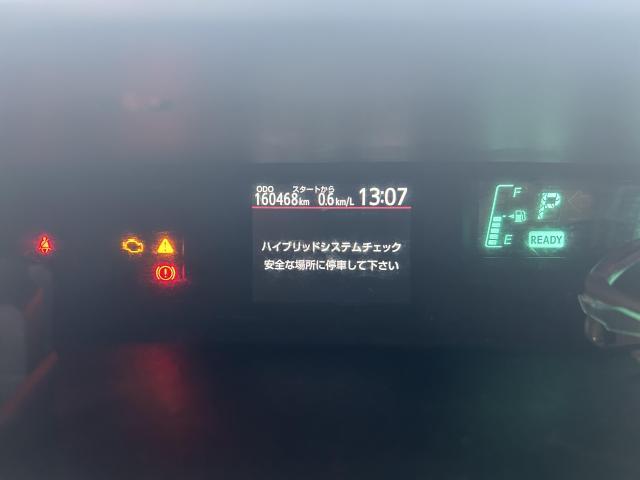 ODO スタートから
160468km 0.6km/L 13:07
F
P
E READY
ハイブリッドシステムチェック
安全な場所に停車して下さい